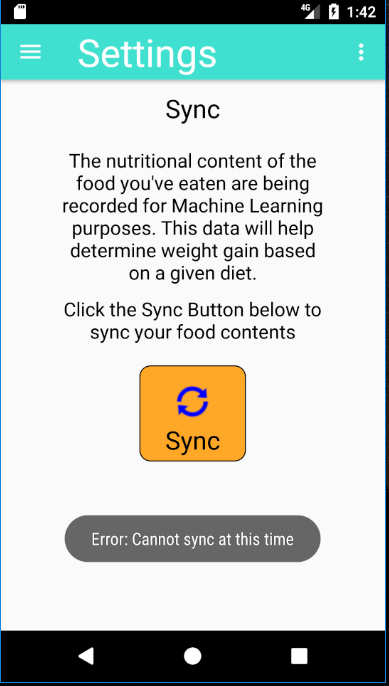 4G 1:42
Settings
Sync
The nutritional content of the
food you've eaten are being
recorded for Machine Learning
purposes. This data will help
determine weight gain based
on a given diet.
Click the Sync Button below to
sync your food contents
Sync
Error: Cannot sync at this time